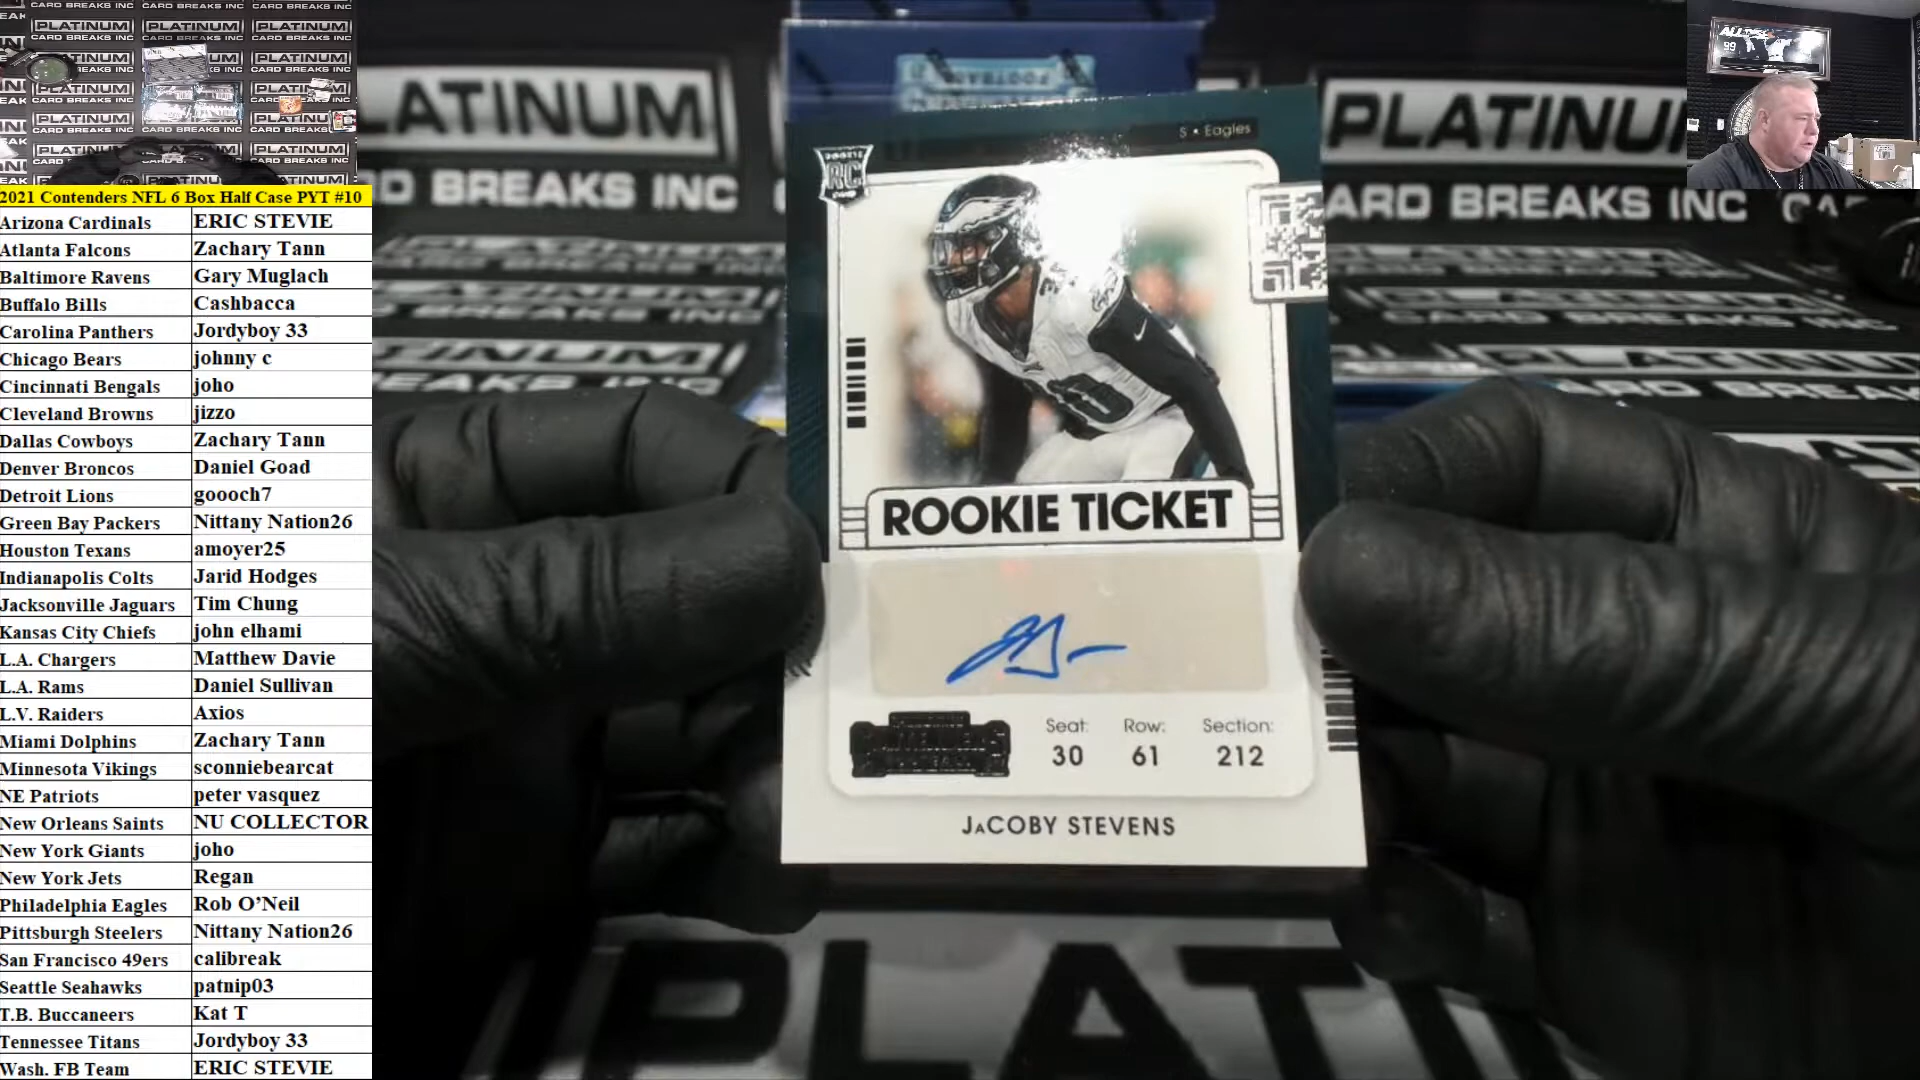 2021 Contenders NFL 6 Box Half Case PYT #10
Arizona Cardinals ERIC STEVIE
Atlanta Falcons Zachary Tann
Baltimore Ravens Gary Muglach
Buffalo Bills Cashbacca
Carolina Panthers Jordyboy 33
Chicago Bears johnny c
Cincinnati Bengals joho
Cleveland Browns jizzo
Dallas Cowboys Zachary Tann
Denver Broncos Daniel Goad
Detroit Lions goooch7
Green Bay Packers Nittany Nation26
Houston Texans amoyer25
Indianapolis Colts Jarid Hodges
Jacksonville Jaguars Tim Chung
Kansas City Chiefs john elhami
L.A. Chargers Matthew Davie
L.A. Rams Daniel Sullivan
L.V. Raiders Axios
Miami Dolphins Zachary Tann
Minnesota Vikings sconniebearcat
NE Patriots peter vasquez
New Orleans Saints NU COLLECTOR
New York Giants joho
New York Jets Regan
Philadelphia Eagles Rob O’Neil
Pittsburgh Steelers Nittany Nation26
San Francisco 49ers calibreak
Seattle Seahawks patnip03
T.B. Buccaneers Kat T
Tennessee Titans Jordyboy 33
Wash. FB Team ERIC STEVIE
S • Eagles
RC
30
ROOKIE TICKET
Seat: Row: Section:
30 61 212
JaCOBY STEVENS
PLATINUM
CARD BREAKS INC
FOOTBALL
99